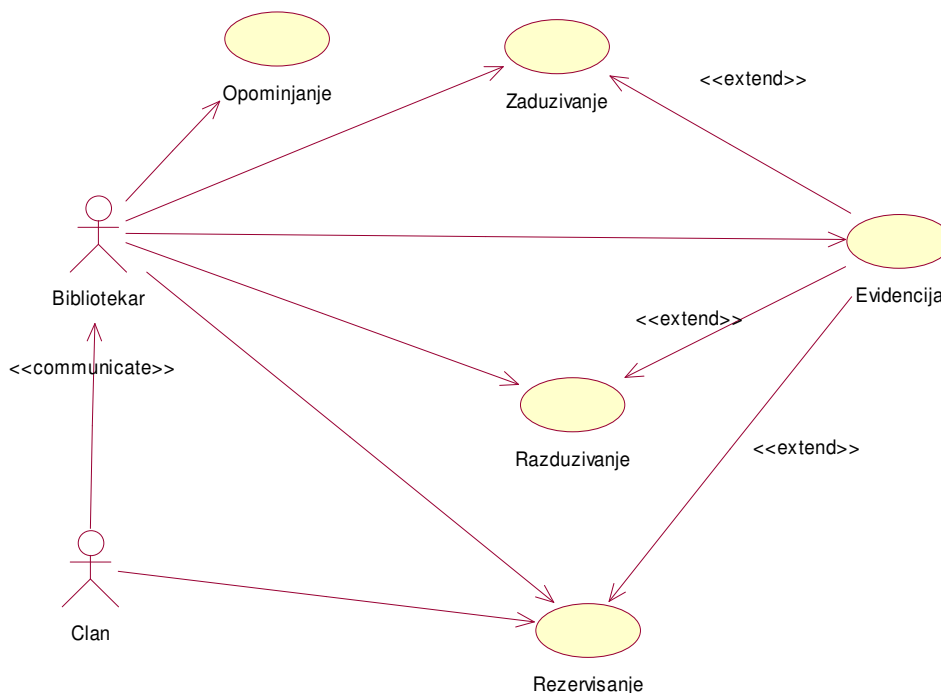 Opominjanje
Zaduzivanje
<<extend>>
Bibliotekar
Evidencija
<<extend>>
<<communicate>>
Razduzivanje
<<extend>>
Clan
Rezervisanje